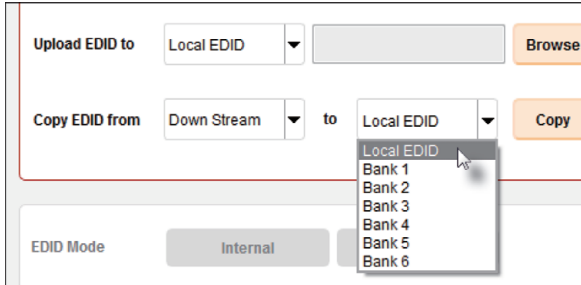 Upload EDID to Local EDID Browse
Copy EDID from Down Stream to Local EDID Copy
Local EDID
Bank 1
Bank 2
Bank 3
Bank 4
Bank 5
Bank 6
EDID Mode Internal